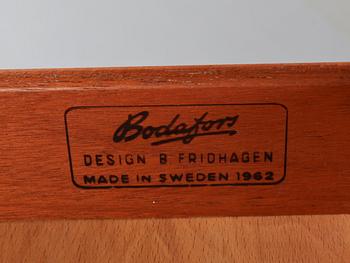 Bodafors
DESIGN B. FRIDHAGEN
MADE IN SWEDEN 1962